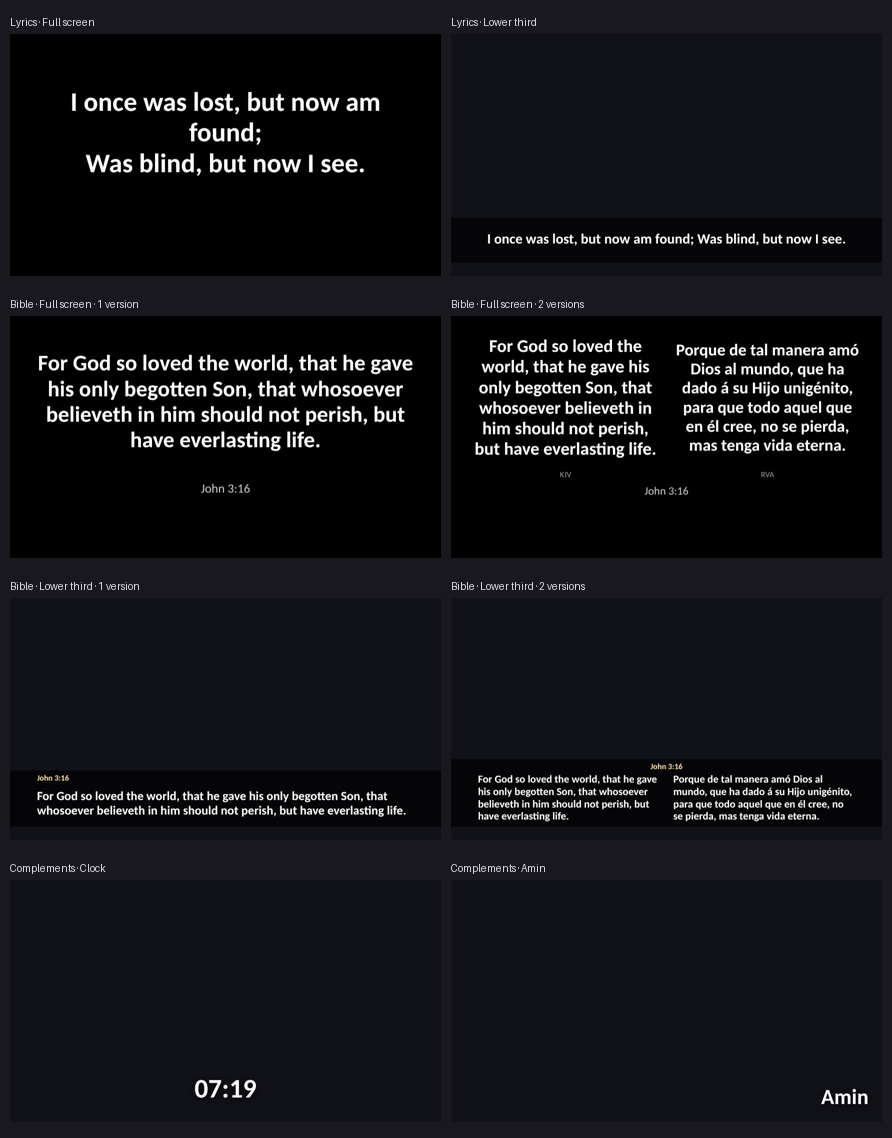 Lyrics · Full screen
I once was lost, but now am
found;
Was blind, but now I see.
Lyrics · Lower third
I once was lost, but now am found; Was blind, but now I see.
Bible · Full screen · 1 version
For God so loved the world, that he gave
his only begotten Son, that whosoever
believeth in him should not perish, but
have everlasting life.
John 3:16
Bible · Full screen · 2 versions
For God so loved the
world, that he gave his
only begotten Son, that
whosoever believeth in
him should not perish,
but have everlasting life.
KJV
Porque de tal manera amó
Dios al mundo, que ha
dado á su Hijo unigénito,
para que todo aquel que
en él cree, no se pierda,
mas tenga vida eterna.
RVA
John 3:16
Bible · Lower third · 1 version
John 3:16
For God so loved the world, that he gave his only begotten Son, that
whosoever believeth in him should not perish, but have everlasting life.
Bible · Lower third · 2 versions
John 3:16
For God so loved the world, that he gave
his only begotten Son, that whosoever
believeth in him should not perish, but
have everlasting life.
Porque de tal manera amó Dios al
mundo, que ha dado á su Hijo unigénito,
para que todo aquel que en él cree, no
se pierda, mas tenga vida eterna.
Complements · Clock
07:19
Complements · Amin
Amin